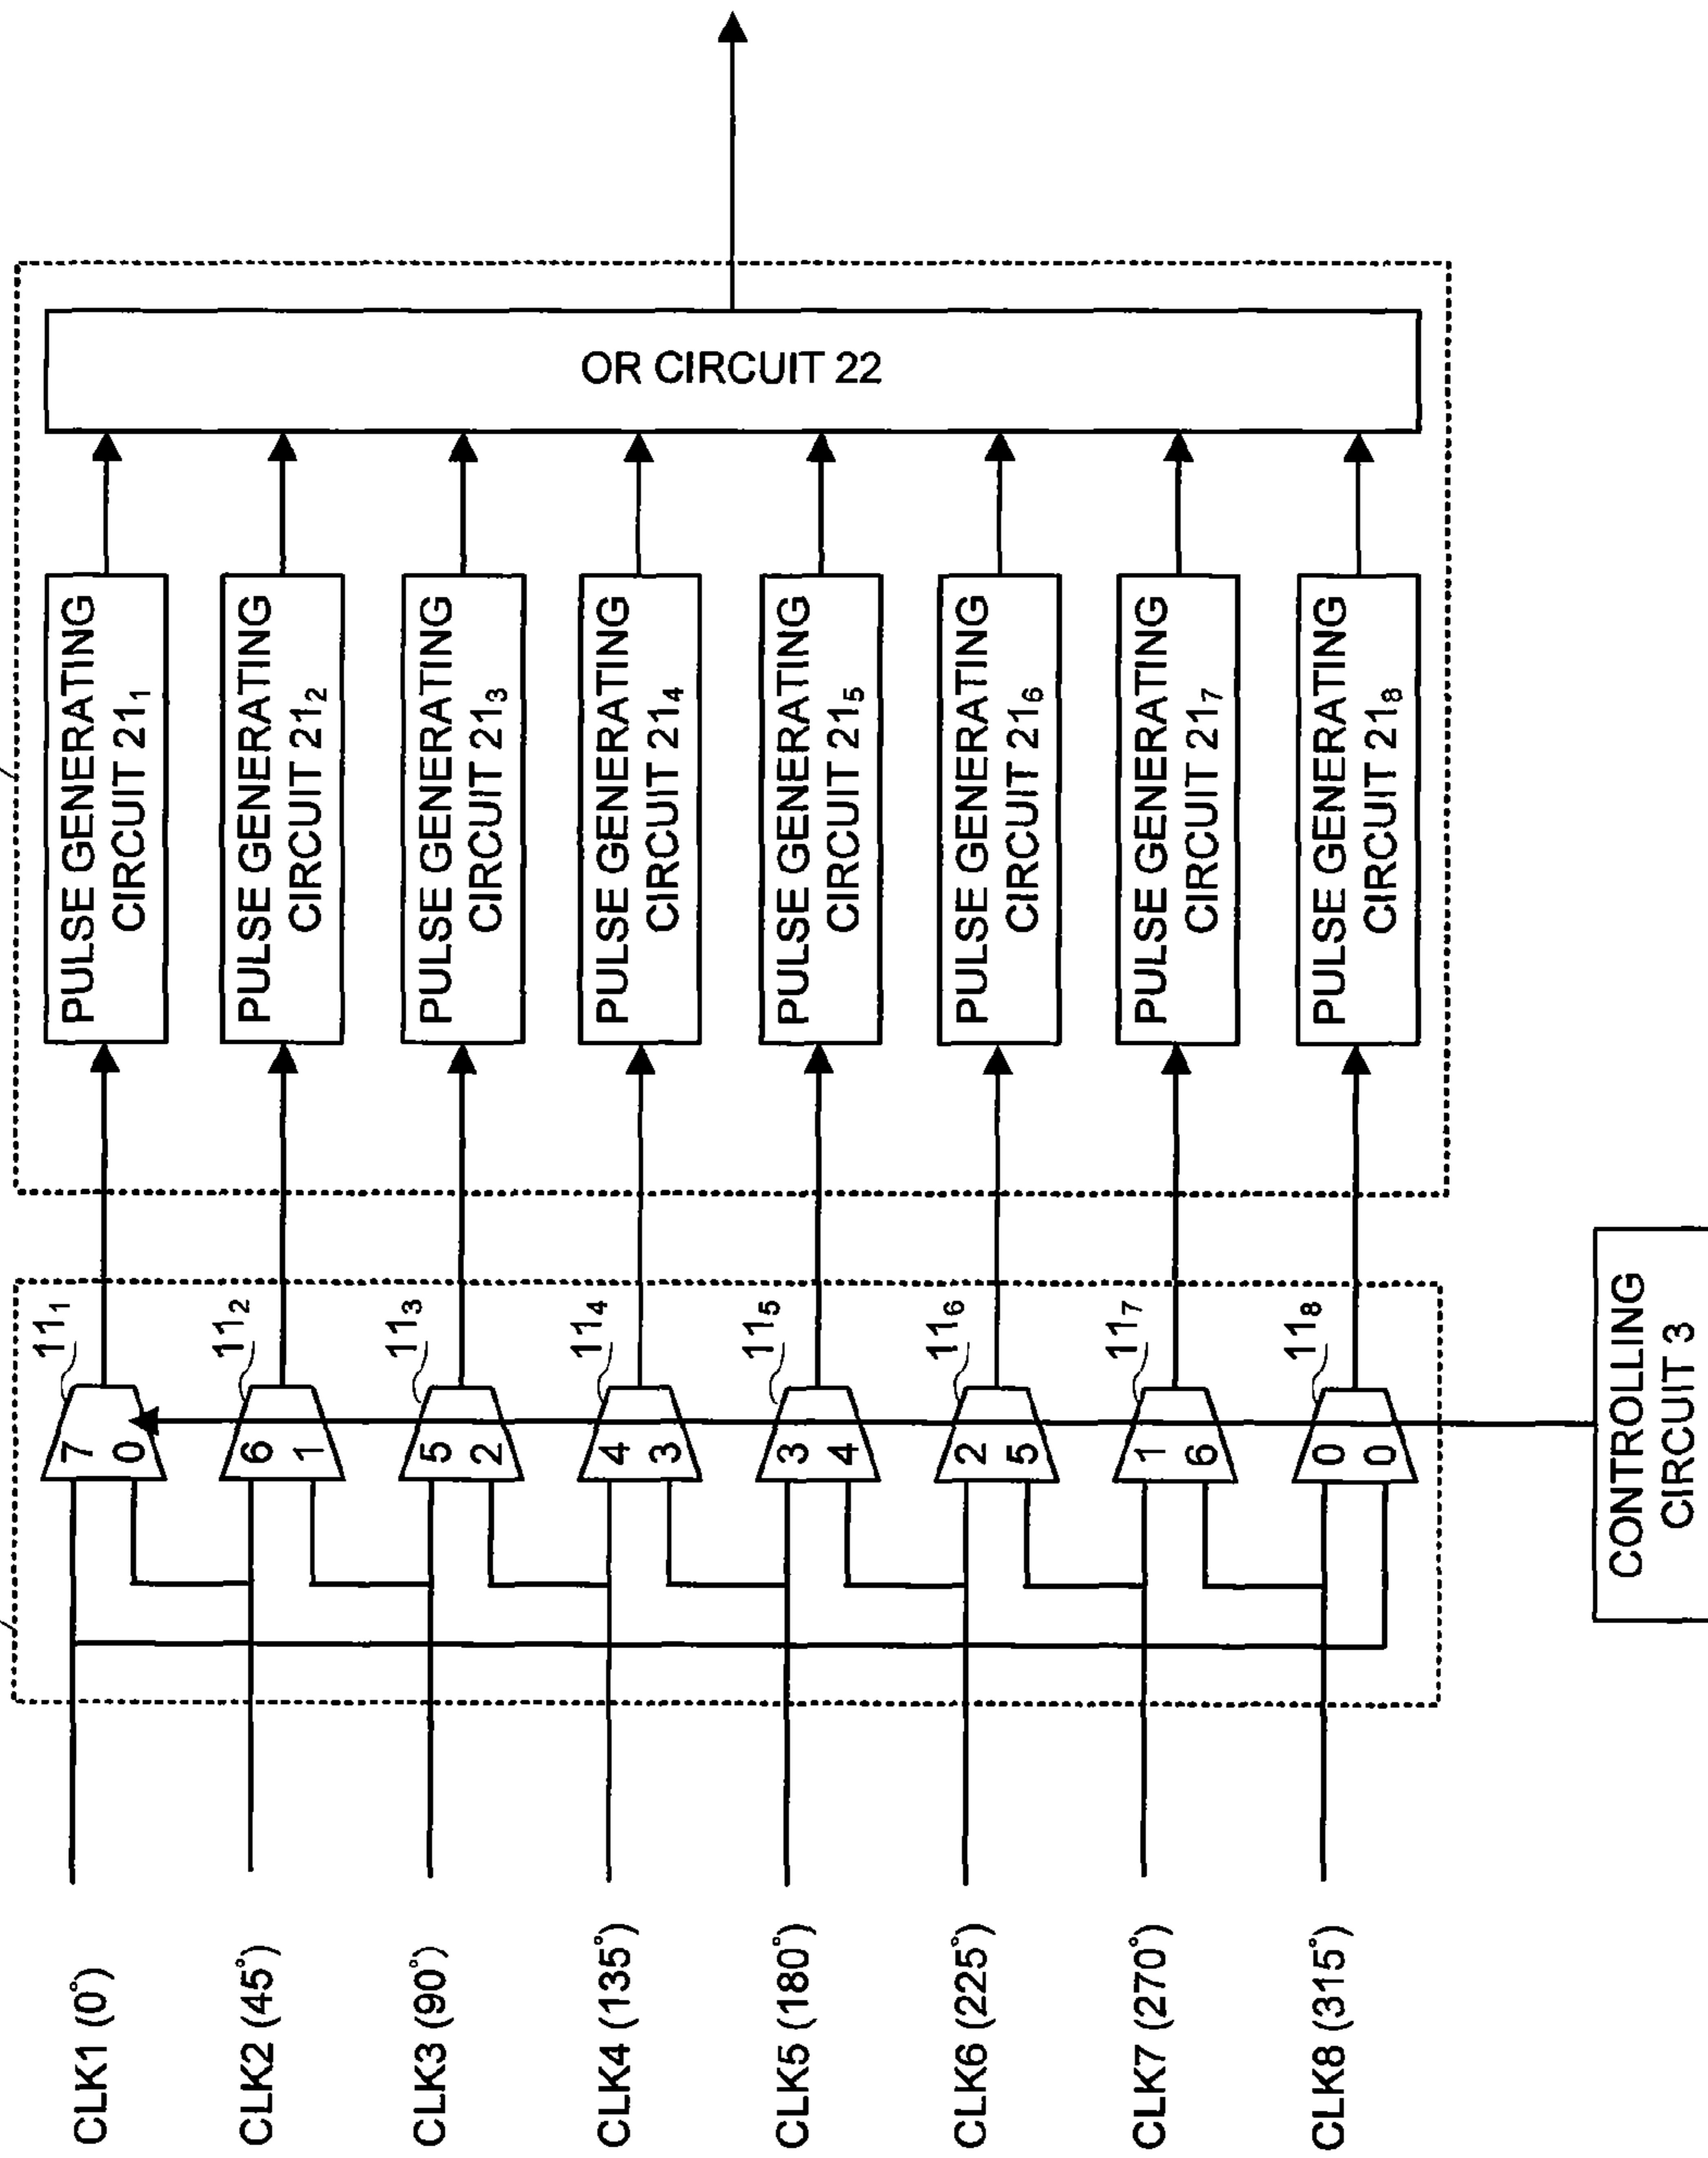 CLK1 (0°)
CLK2 (45°)
CLK3 (90°)
CLK4 (135°)
CLK5 (180°)
CLK6 (225°)
CLK7 (270°)
CLK8 (315°)
7
0
11₁
6
1
11₂
5
2
11₃
4
3
11₄
3
4
11₅
2
5
11₆
1
6
11₇
0
0
11₈
CONTROLLING
CIRCUIT 3
PULSE GENERATING
CIRCUIT 21₁
PULSE GENERATING
CIRCUIT 21₂
PULSE GENERATING
CIRCUIT 21₃
PULSE GENERATING
CIRCUIT 21₄
PULSE GENERATING
CIRCUIT 21₅
PULSE GENERATING
CIRCUIT 21₆
PULSE GENERATING
CIRCUIT 21₇
PULSE GENERATING
CIRCUIT 21₈
OR CIRCUIT 22